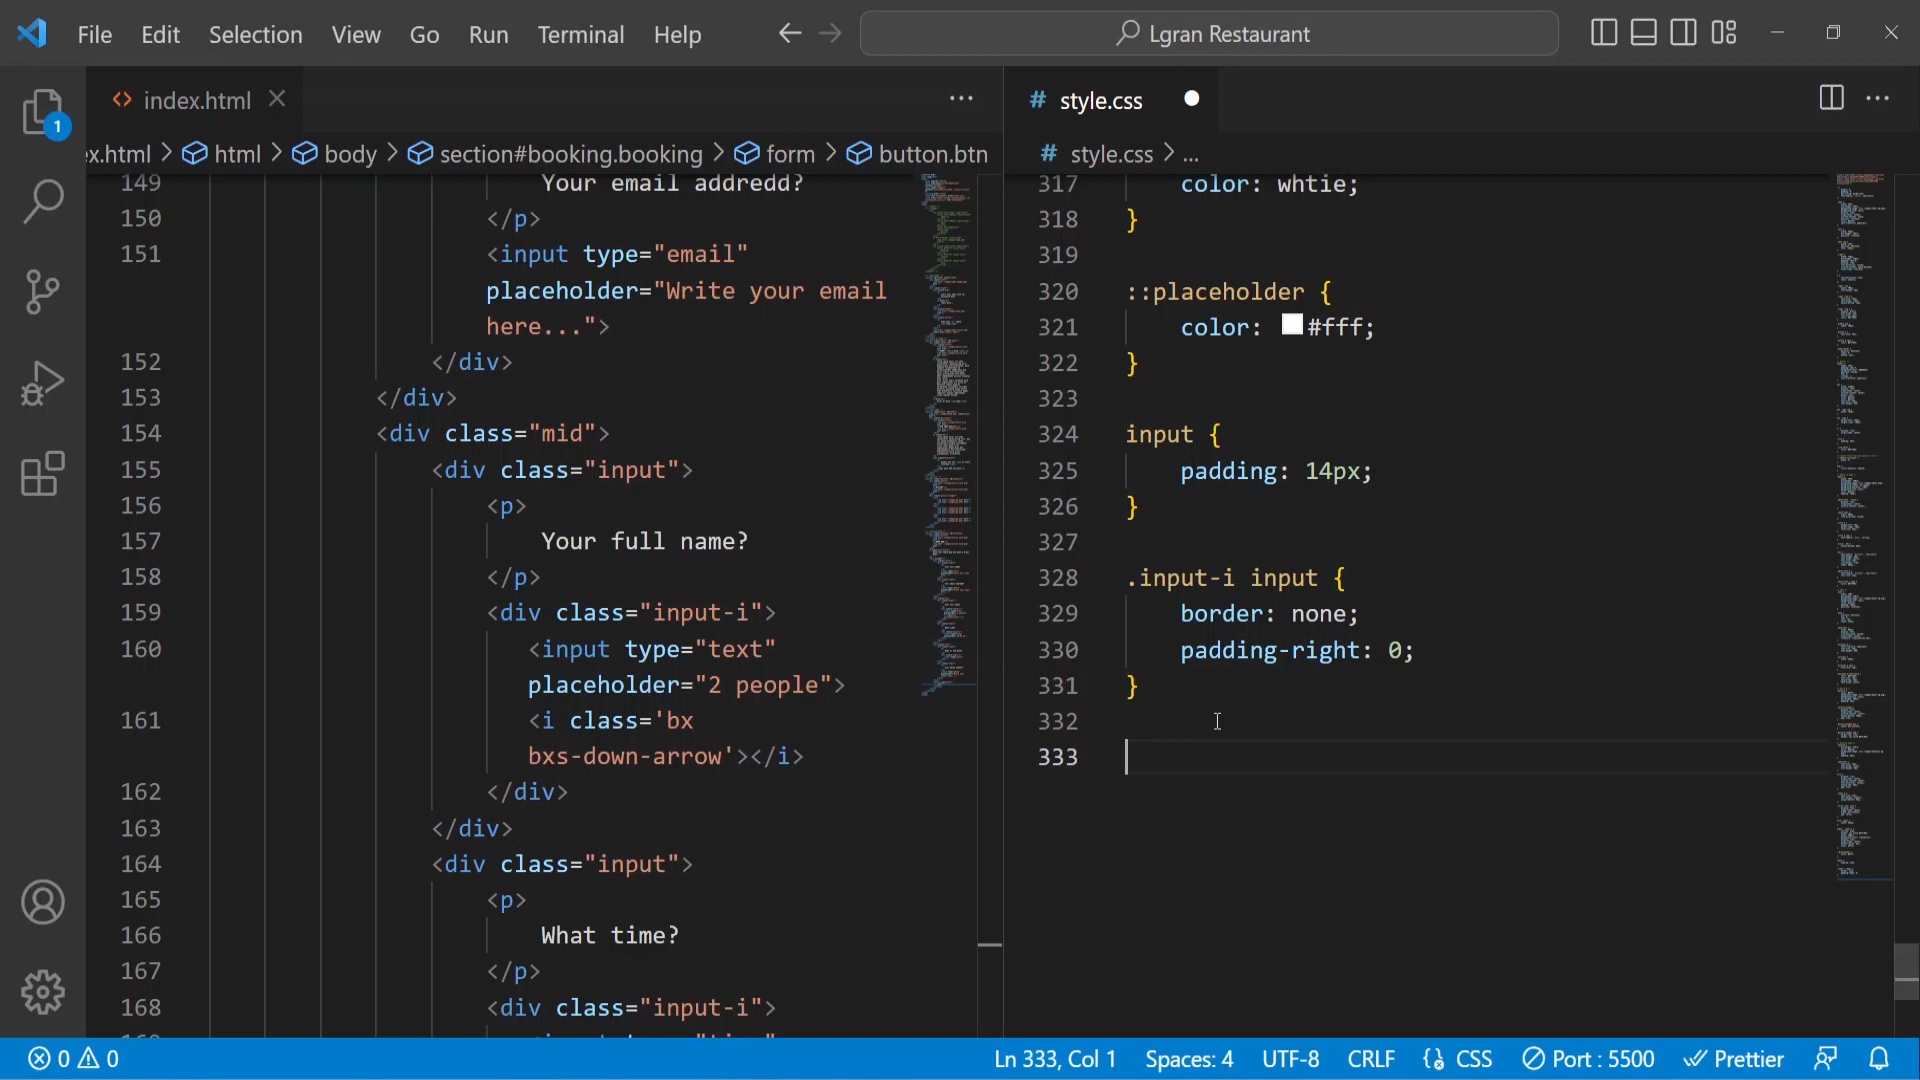 File Edit Selection View Go Run Terminal Help Lgran Restaurant
1
index.html
x.html > html > body > section#booking.booking > form > button.btn
149 Your email addredd?
150 </p>
151 <input type="email"
placeholder="Write your email
here...">
152 </div>
153 </div>
154 <div class="mid">
155 <div class="input">
156 <p>
157 Your full name?
158 </p>
159 <div class="input-i">
160 <input type="text"
placeholder="2 people">
161 <i class='bx
bxs-down-arrow'></i>
162 </div>
163 </div>
164 <div class="input">
165 <p>
166 What time?
167 </p>
168 <div class="input-i">
# style.css
# style.css > ...
317 color: whtie;
318 }
319
320 ::placeholder {
321 color: #fff;
322 }
323
324 input {
325 padding: 14px;
326 }
327
328 .input-i input {
329 border: none;
330 padding-right: 0;
331 }
332
333
0 0 Ln 333, Col 1 Spaces: 4 UTF-8 CRLF {} CSS Port : 5500 Prettier